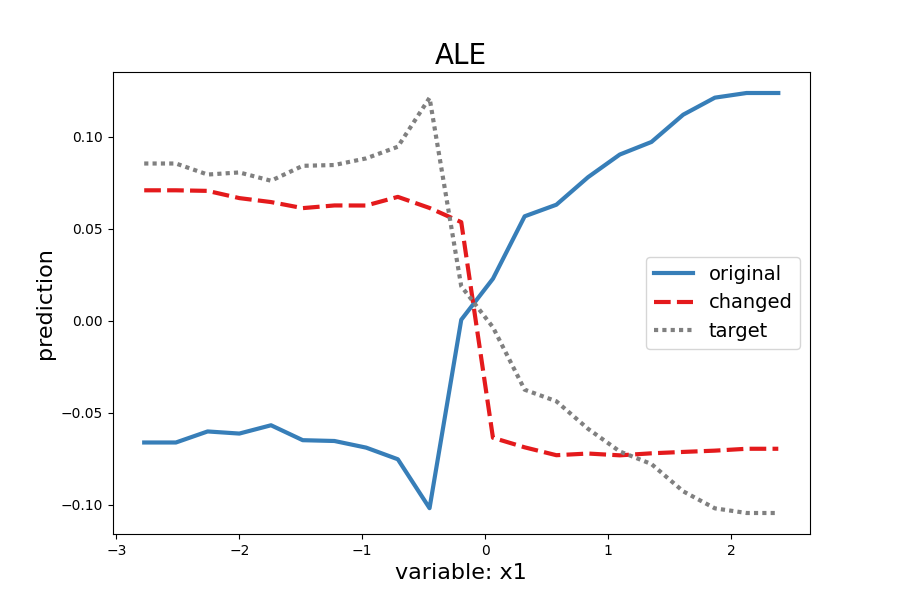 ALE
prediction
0.10
0.05
0.00
−0.05
−0.10
original
changed
target
−3
−2
−1
0
1
2
variable: x1